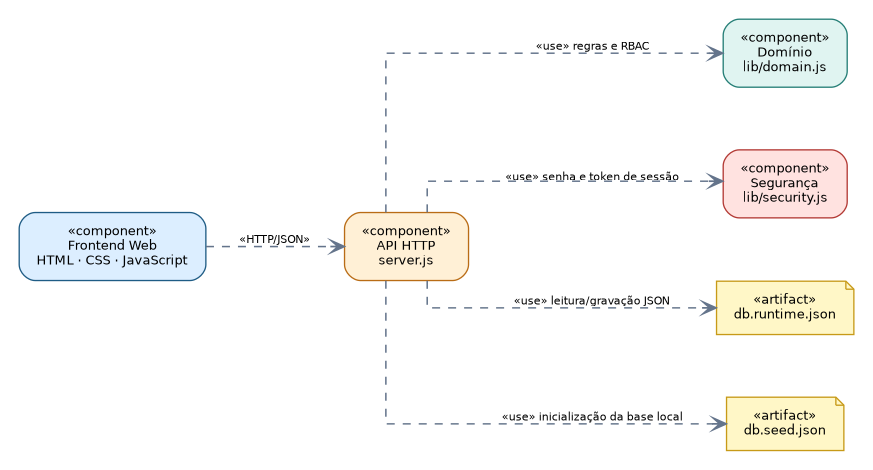 «use» regras e RBAC
«component»
Domínio
lib/domain.js
«use» senha e token de sessão
«component»
Segurança
lib/security.js
«component»
Frontend Web
HTML · CSS · JavaScript
«HTTP/JSON»
«component»
API HTTP
server.js
«use» leitura/gravação JSON
«artifact»
db.runtime.json
«use» inicialização da base local
«artifact»
db.seed.json